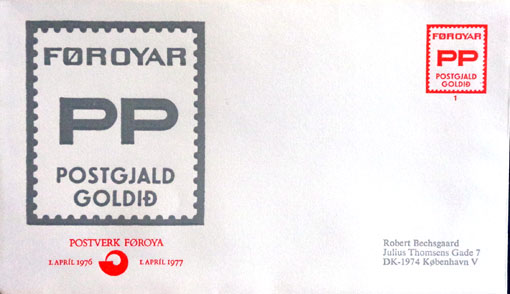 FØROYAR
PP
POSTGJALD
GOLDIÐ
POSTVERK FØROYA
1. APRÍL 1976
1. APRÍL 1977
FØROYAR
PP
POSTGJALD
GOLDIÐ
1
Robert Bechsgaard
Julius Thomsens Gade 7
DK-1974 København V